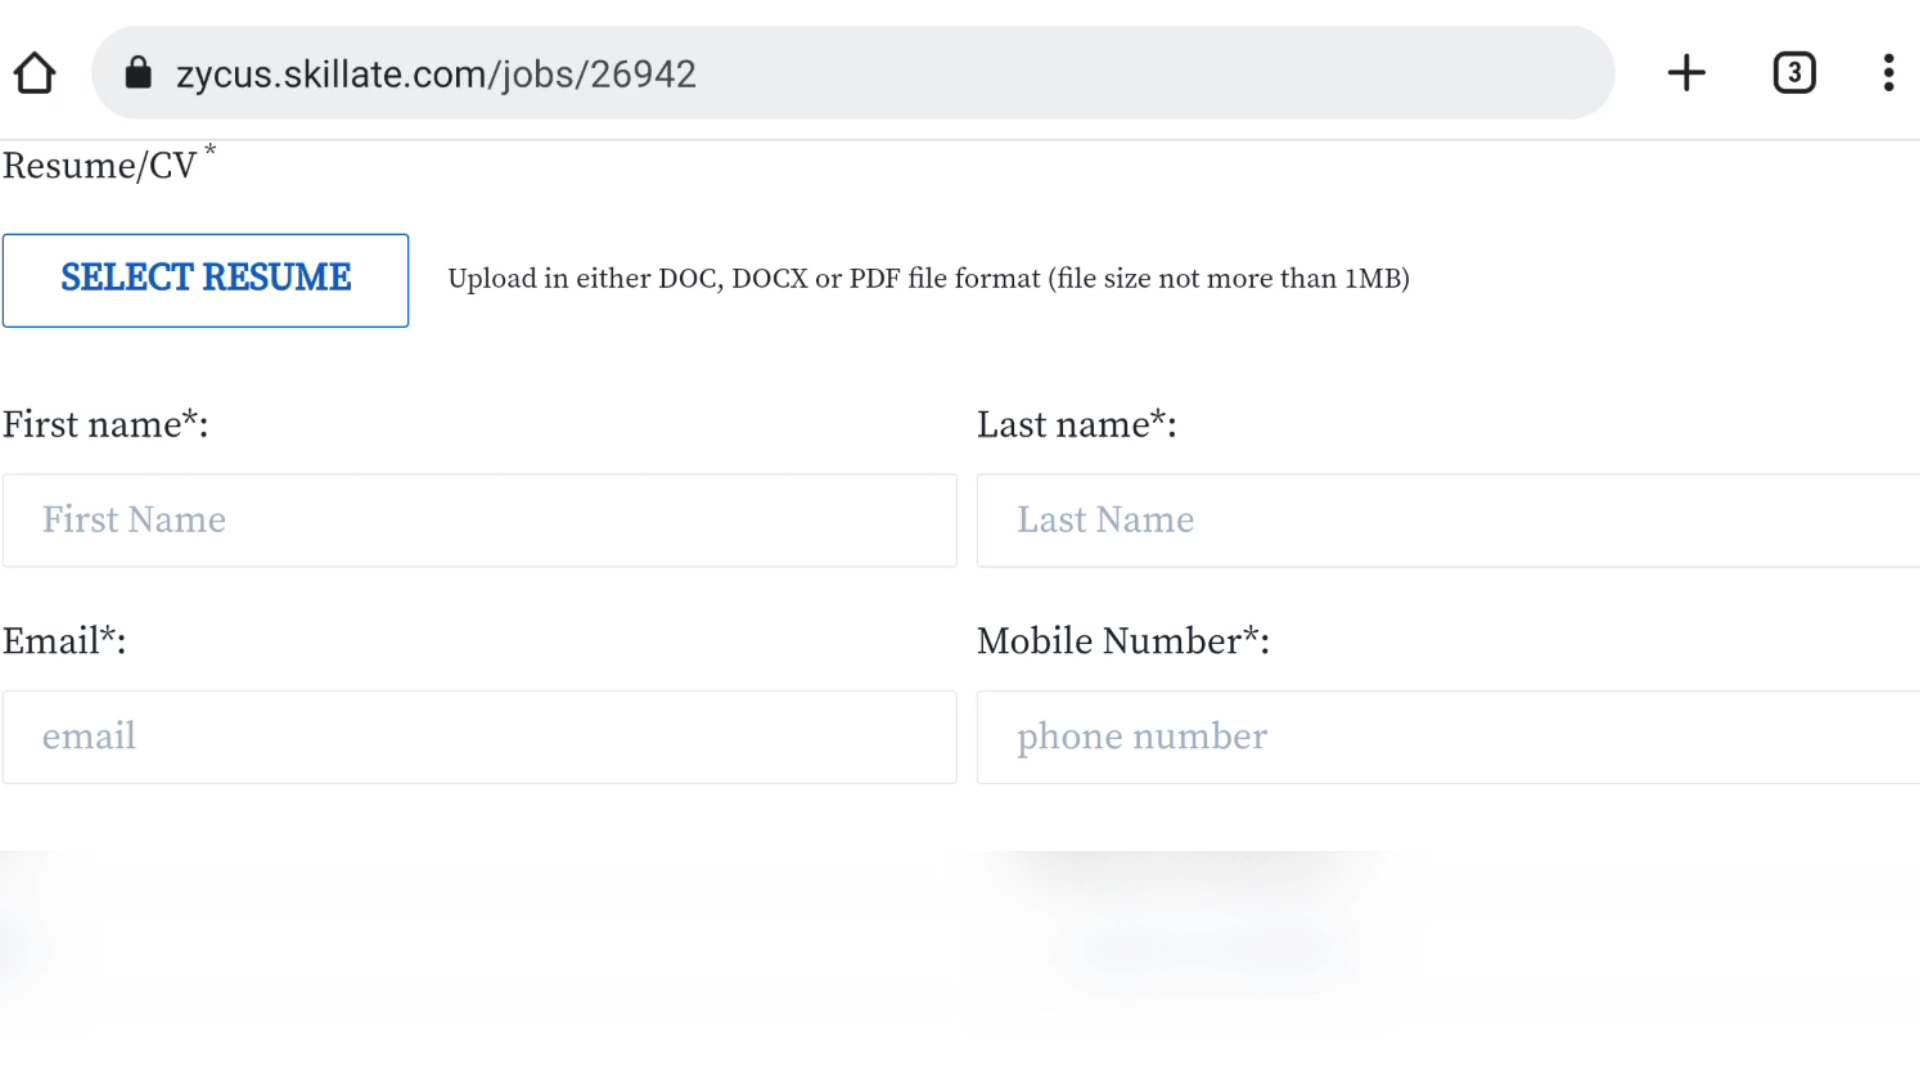 zycus.skillate.com/jobs/26942
3
Resume/CV *
SELECT RESUME
Upload in either DOC, DOCX or PDF file format (file size not more than 1MB)
First name*:
Last name*:
First Name
Last Name
Email*:
Mobile Number*:
email
phone number